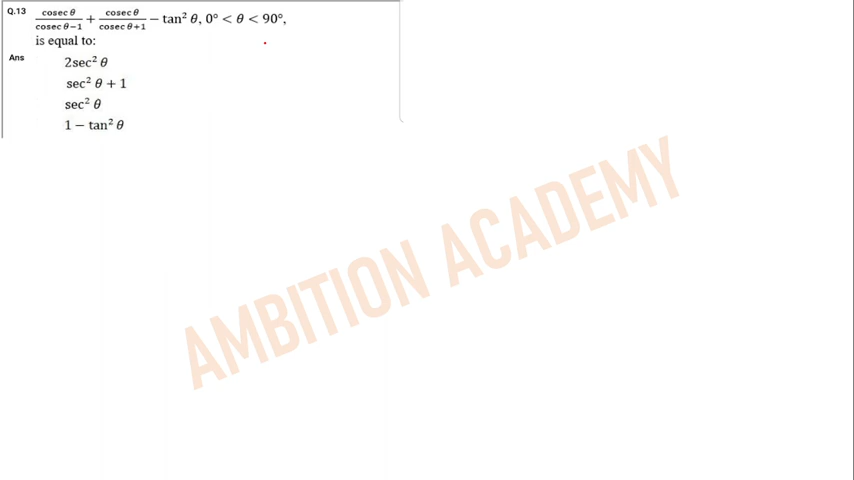 Q.13 cosec θ/cosec θ−1 + cosec θ/cosec θ+1 − tan² θ, 0° < θ < 90°,
is equal to:
Ans
2sec² θ
sec² θ + 1
sec² θ
1 − tan² θ
AMBITION ACADEMY